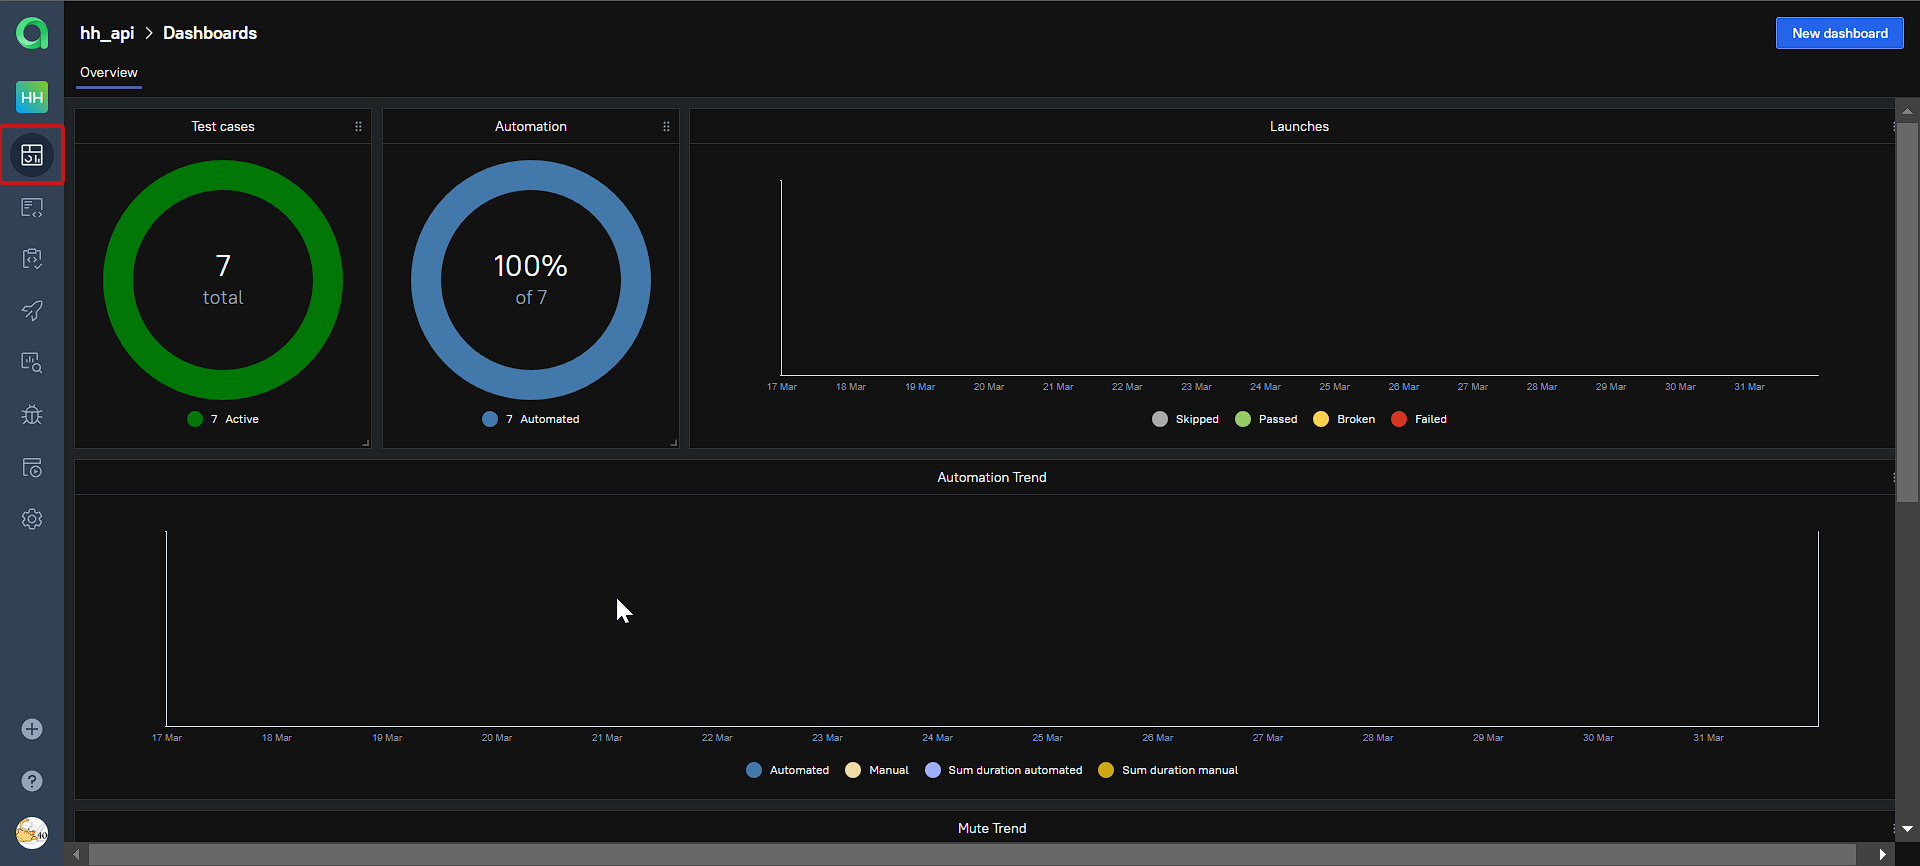 hh_api > Dashboards
New dashboard
Overview
HH
Test cases
7
total
7 Active
Automation
100%
of 7
7 Automated
Launches
17 Mar 18 Mar 19 Mar 20 Mar 21 Mar 22 Mar 23 Mar 24 Mar 25 Mar 26 Mar 27 Mar 28 Mar 29 Mar 30 Mar 31 Mar
Skipped Passed Broken Failed
Automation Trend
17 Mar 18 Mar 19 Mar 20 Mar 21 Mar 22 Mar 23 Mar 24 Mar 25 Mar 26 Mar 27 Mar 28 Mar 29 Mar 30 Mar 31 Mar
Automated Manual Sum duration automated Sum duration manual
Mute Trend
?
40